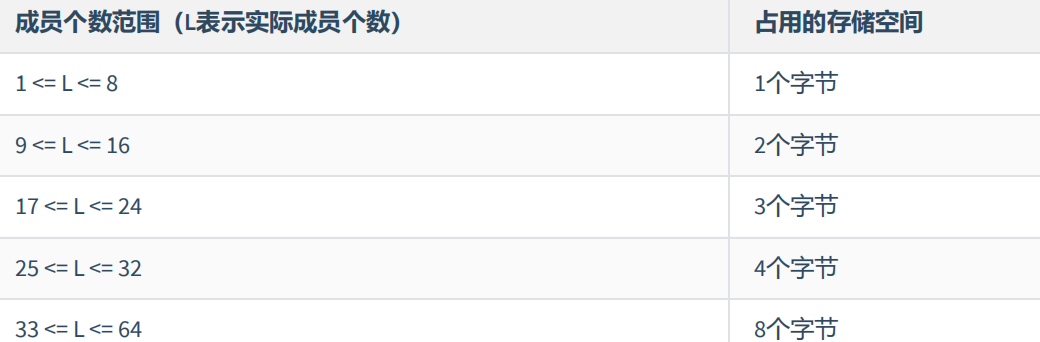 成员个数范围（L表示实际成员个数） 占用的存储空间
1 <= L <= 8 1个字节
9 <= L <= 16 2个字节
17 <= L <= 24 3个字节
25 <= L <= 32 4个字节
33 <= L <= 64 8个字节